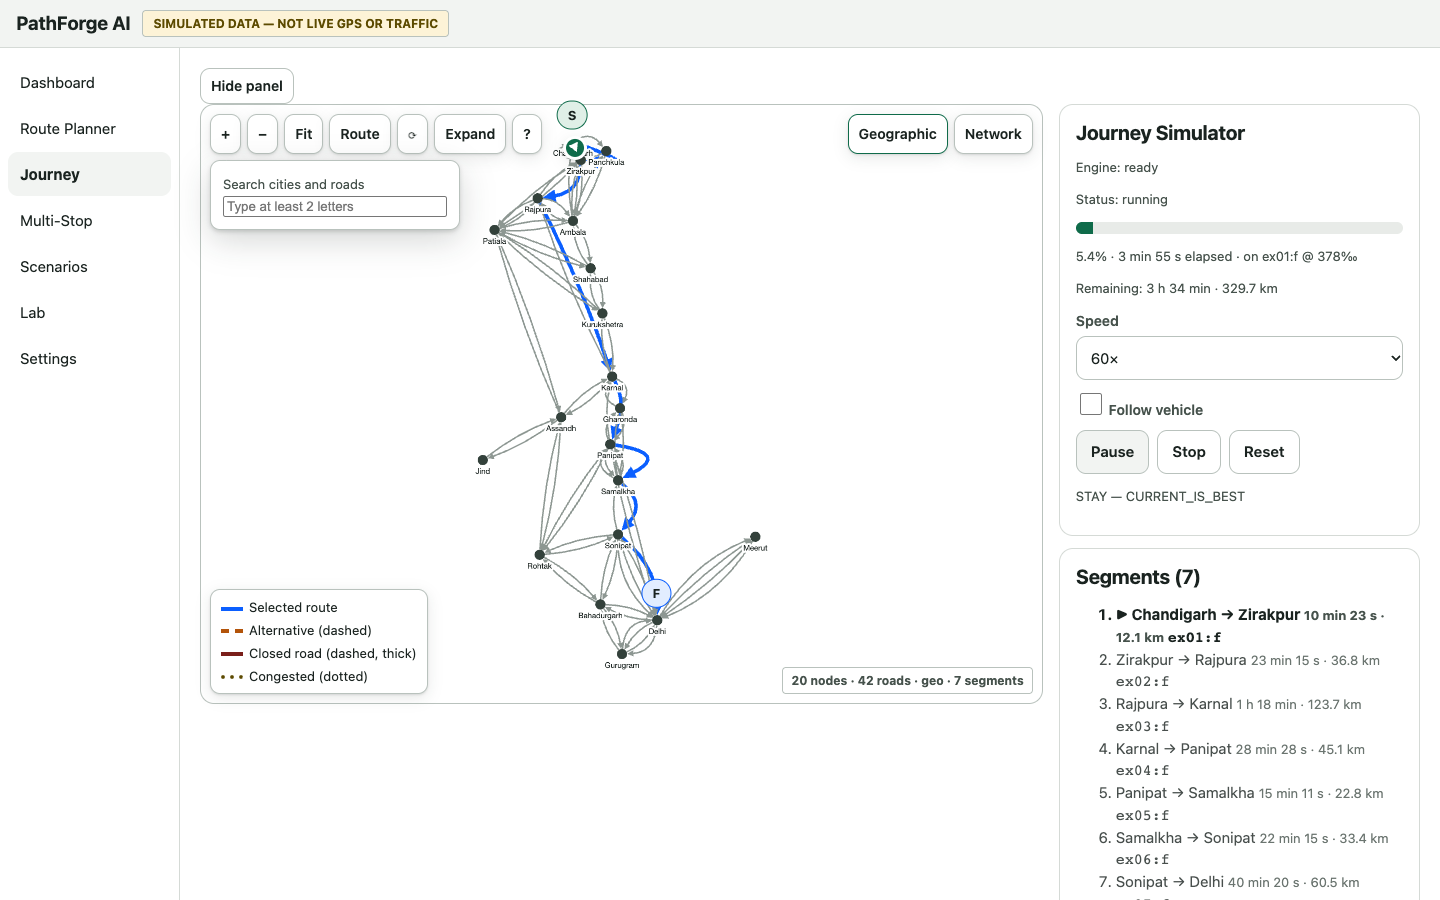 PathForge AI
SIMULATED DATA — NOT LIVE GPS OR TRAFFIC
Dashboard
Route Planner
Journey
Multi-Stop
Scenarios
Lab
Settings
Hide panel
+
−
Fit
Route
⟳
Expand
?
Geographic
Network
Search cities and roads
Type at least 2 letters
S
Panchkula
Zirakpur
Rajpura
Ambala
Patiala
Shahabad
Kurukshetra
Karnal
Gharonda
Assandh
Panipat
Jind
Samalkha
Sonipat
Meerut
Rohtak
F
Bahadurgarh
Delhi
Gurugram
Selected route
Alternative (dashed)
Closed road (dashed, thick)
Congested (dotted)
20 nodes · 42 roads · geo · 7 segments
Journey Simulator
Engine: ready
Status: running
5.4% · 3 min 55 s elapsed · on ex01:f @ 378‰
Remaining: 3 h 34 min · 329.7 km
Speed
60×
Follow vehicle
Pause
Stop
Reset
STAY — CURRENT_IS_BEST
Segments (7)
1. ▶ Chandigarh → Zirakpur 10 min 23 s ·
12.1 km ex01:f
2. Zirakpur → Rajpura 23 min 15 s · 36.8 km
ex02:f
3. Rajpura → Karnal 1 h 18 min · 123.7 km
ex03:f
4. Karnal → Panipat 28 min 28 s · 45.1 km
ex04:f
5. Panipat → Samalkha 15 min 11 s · 22.8 km
ex05:f
6. Samalkha → Sonipat 22 min 15 s · 33.4 km
ex06:f
7. Sonipat → Delhi 40 min 20 s · 60.5 km